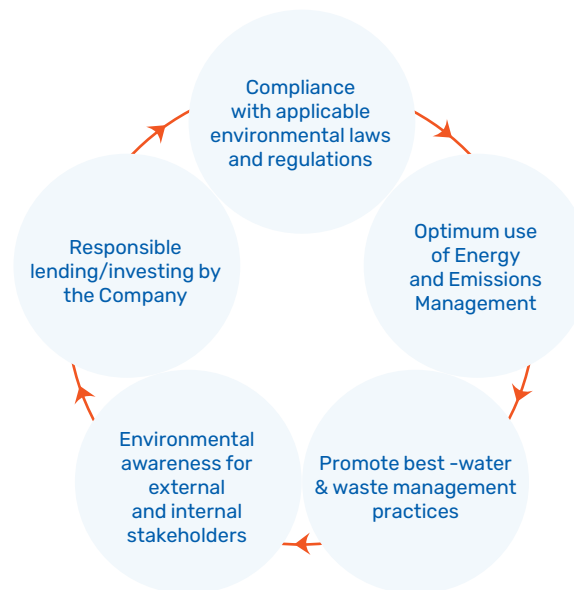 Compliance
with applicable
environmental laws
and regulations
Optimum use
of Energy
and Emissions
Management
Promote best -water
& waste management
practices
Environmental
awareness for
external
and internal
stakeholders
Responsible
lending/investing by
the Company